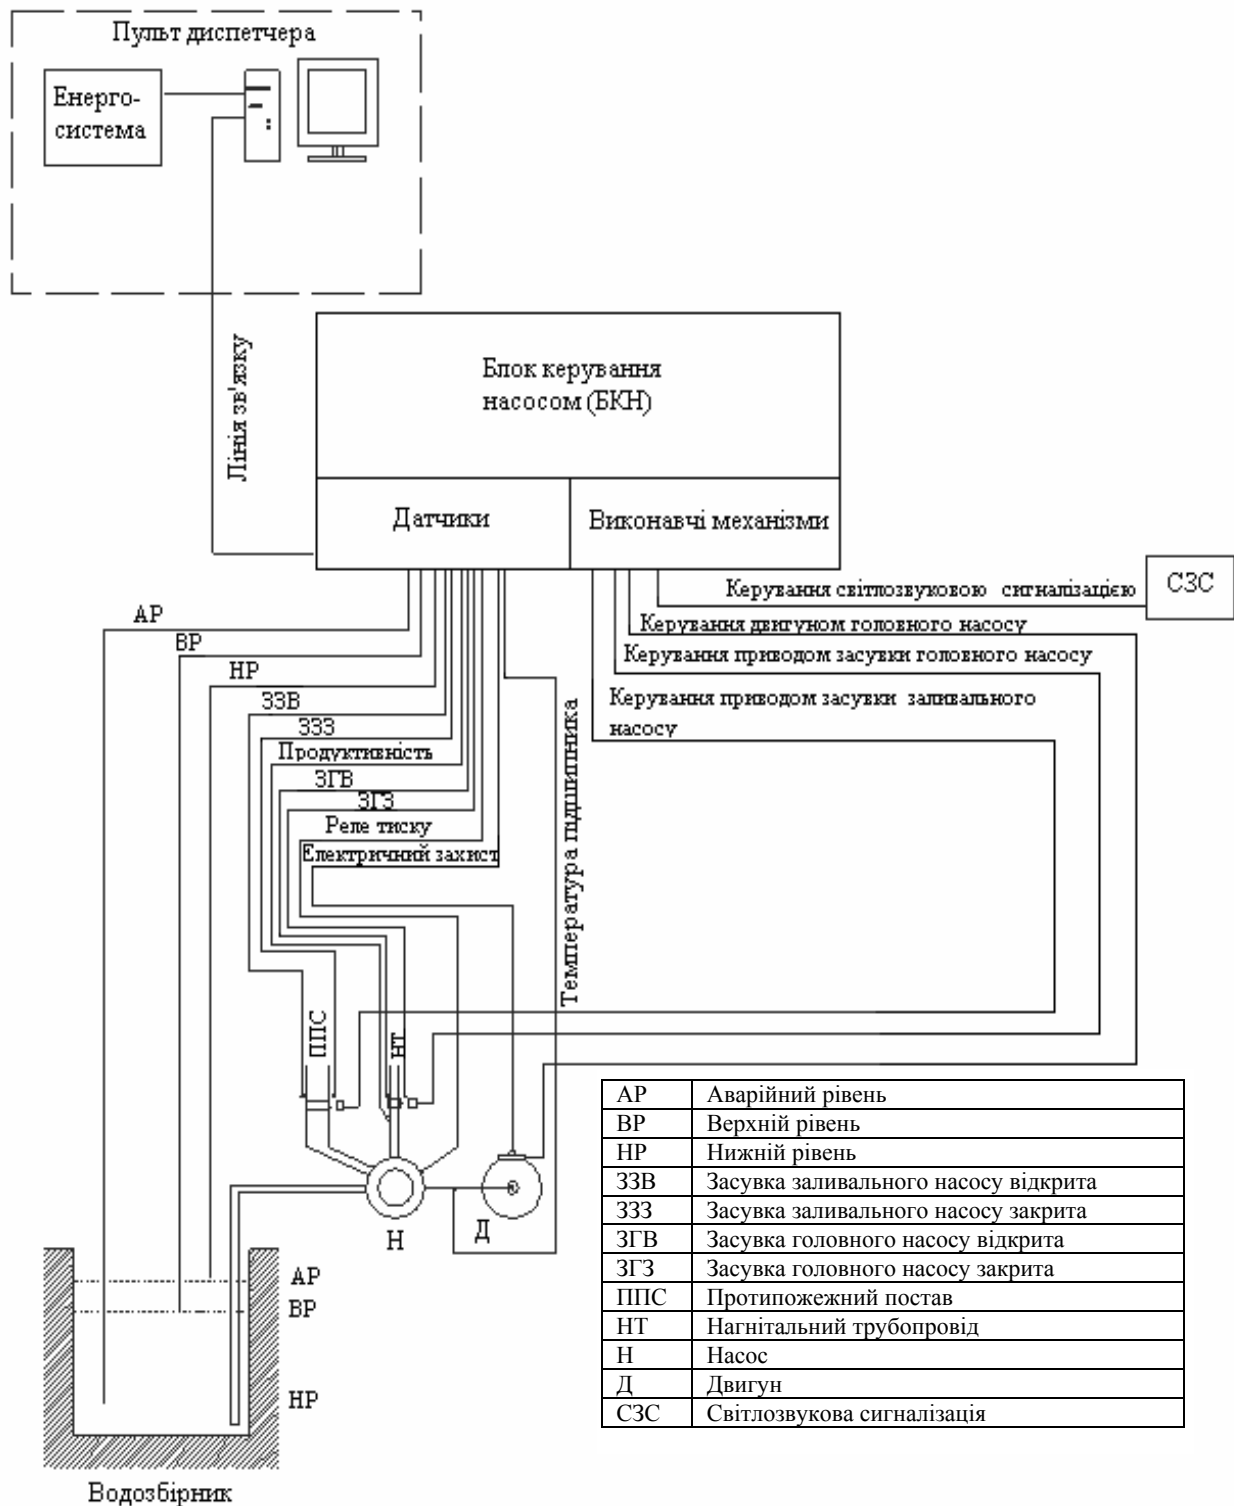 Пульт диспетчера
Енерго-
система
Лінія зв'язку
Блок керування
насосом (БКН)
Датчики
Виконавчі механізми
СЗС
Керування світлозвуковою сигналізацією
Керування двигуном головного насосу
Керування приводом засувки головного насосу
Керування приводом засувки заливального
насосу
АР
ВР
НР
ЗЗВ
ЗЗЗ
Продуктивність
ЗГВ
ЗГЗ
Реле тиску
Електричний захист
Температура підшипника
ППС
НТ
Н
Д
АР
ВР
НР
Водозбірник
АР Аварійний рівень
ВР Верхній рівень
НР Нижній рівень
ЗЗВ Засувка заливального насосу відкрита
ЗЗЗ Засувка заливального насосу закрита
ЗГВ Засувка головного насосу відкрита
ЗГЗ Засувка головного насосу закрита
ППС Протипожежний постав
НТ Нагнітальний трубопровід
Н Насос
Д Двигун
СЗС Світлозвукова сигналізація